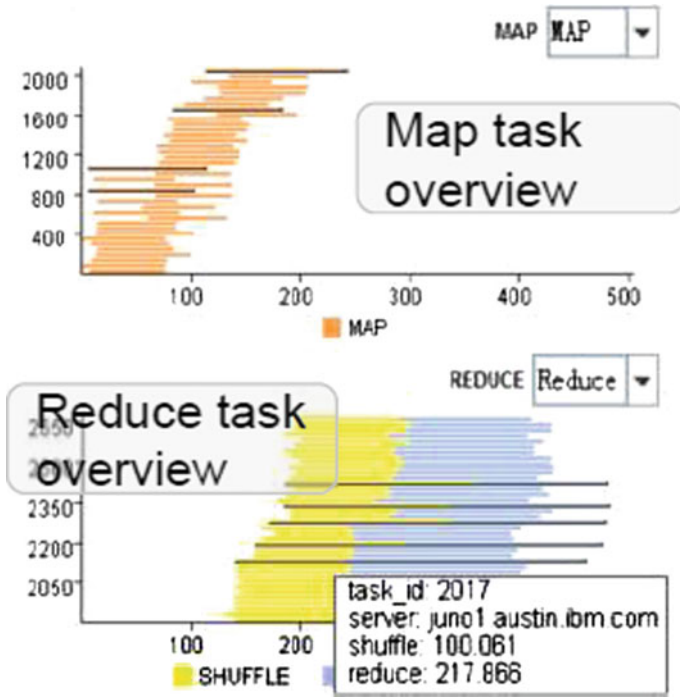 MAP MAP
2000
1600
1200
800
400
Map task
overview
100 200 300 400 500
MAP
REDUCE Reduce
Reduce task
overview
2350
2200
2050
100 200
SHUFFLE
task_id: 2017
server: juno1.austin.ibm.com
shuffle: 100.061
reduce: 217.866